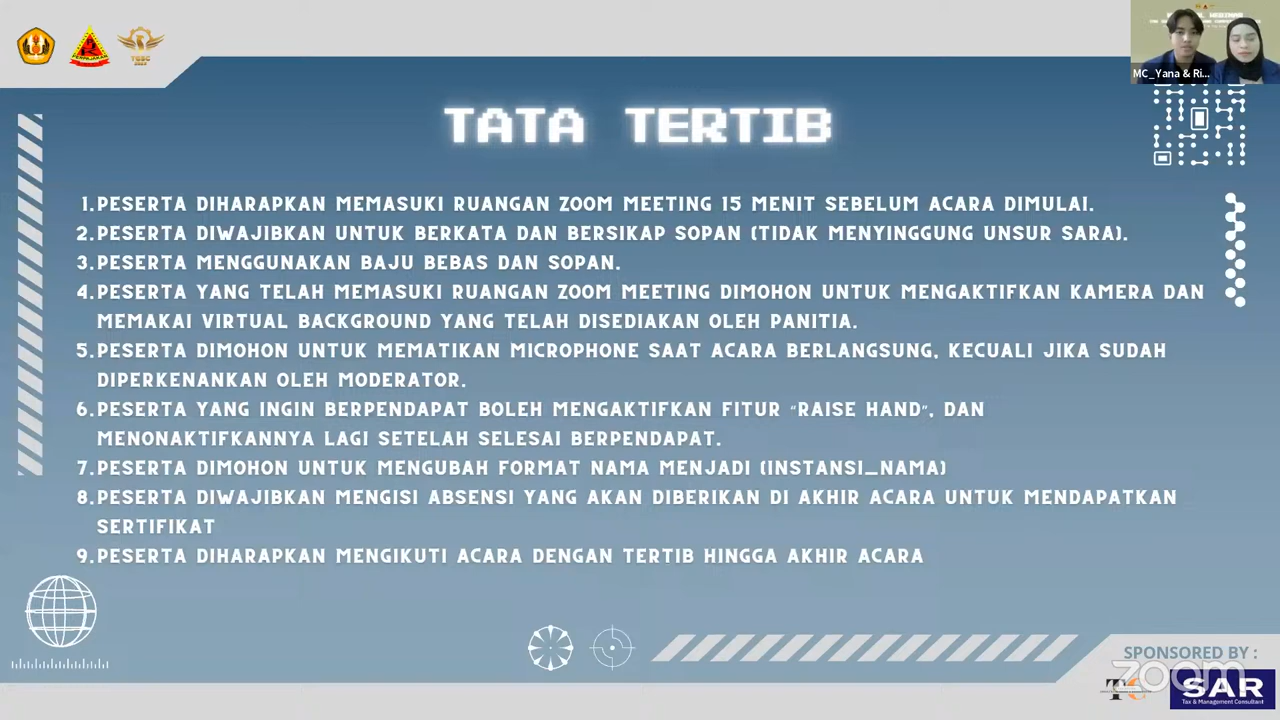 MC_Yana & Ri...
TATA TERTIB
1. PESERTA DIHARAPKAN MEMASUKI RUANGAN ZOOM MEETING 15 MENIT SEBELUM ACARA DIMULAI.
2. PESERTA DIWAJIBKAN UNTUK BERKATA DAN BERSIKAP SOPAN (TIDAK MENYINGGUNG UNSUR SARA).
3. PESERTA MENGGUNAKAN BAJU BEBAS DAN SOPAN.
4. PESERTA YANG TELAH MEMASUKI RUANGAN ZOOM MEETING DIMOHON UNTUK MENGAKTIFKAN KAMERA DAN
MEMAKAI VIRTUAL BACKGROUND YANG TELAH DISEDIAKAN OLEH PANITIA.
5. PESERTA DIMOHON UNTUK MEMATIKAN MICROPHONE SAAT ACARA BERLANGSUNG, KECUALI JIKA SUDAH
DIPERKENANKAN OLEH MODERATOR.
6. PESERTA YANG INGIN BERPENDAPAT BOLEH MENGAKTIFKAN FITUR “RAISE HAND”, DAN
MENONAKTIFKANNYA LAGI SETELAH SELESAI BERPENDAPAT.
7. PESERTA DIMOHON UNTUK MENGUBAH FORMAT NAMA MENJADI (INSTANSI_NAMA)
8. PESERTA DIWAJIBKAN MENGISI ABSENSI YANG AKAN DIBERIKAN DI AKHIR ACARA UNTUK MENDAPATKAN
SERTIFIKAT
9. PESERTA DIHARAPKAN MENGIKUTI ACARA DENGAN TERTIB HINGGA AKHIR ACARA
SPONSORED BY :
zoom
SAR
Tax & Management Consultant